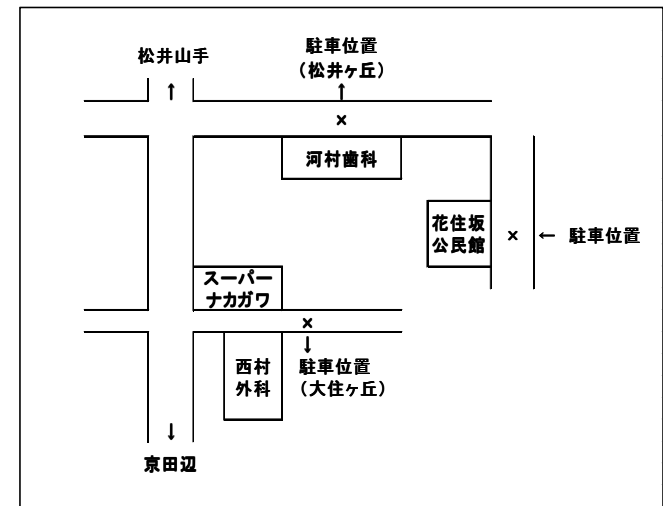 松井山手
↑
駐車位置
(松井ヶ丘)
↑
×
河村歯科
花住坂
公民館
×
← 駐車位置
スーパー
ナカガワ
×
↓
西村
外科
駐車位置
(大住ヶ丘)
↓
京田辺